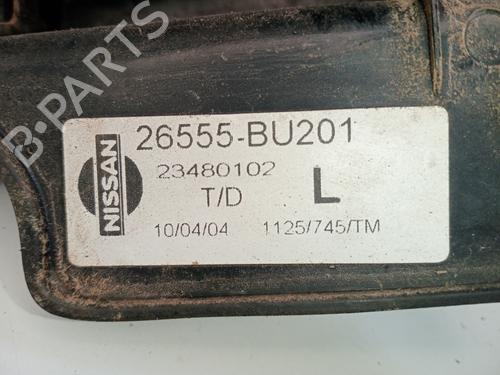 NISSAN
26555-BU201
23480102
T/D L
10/04/04 1125/745/TM
B-PARTS